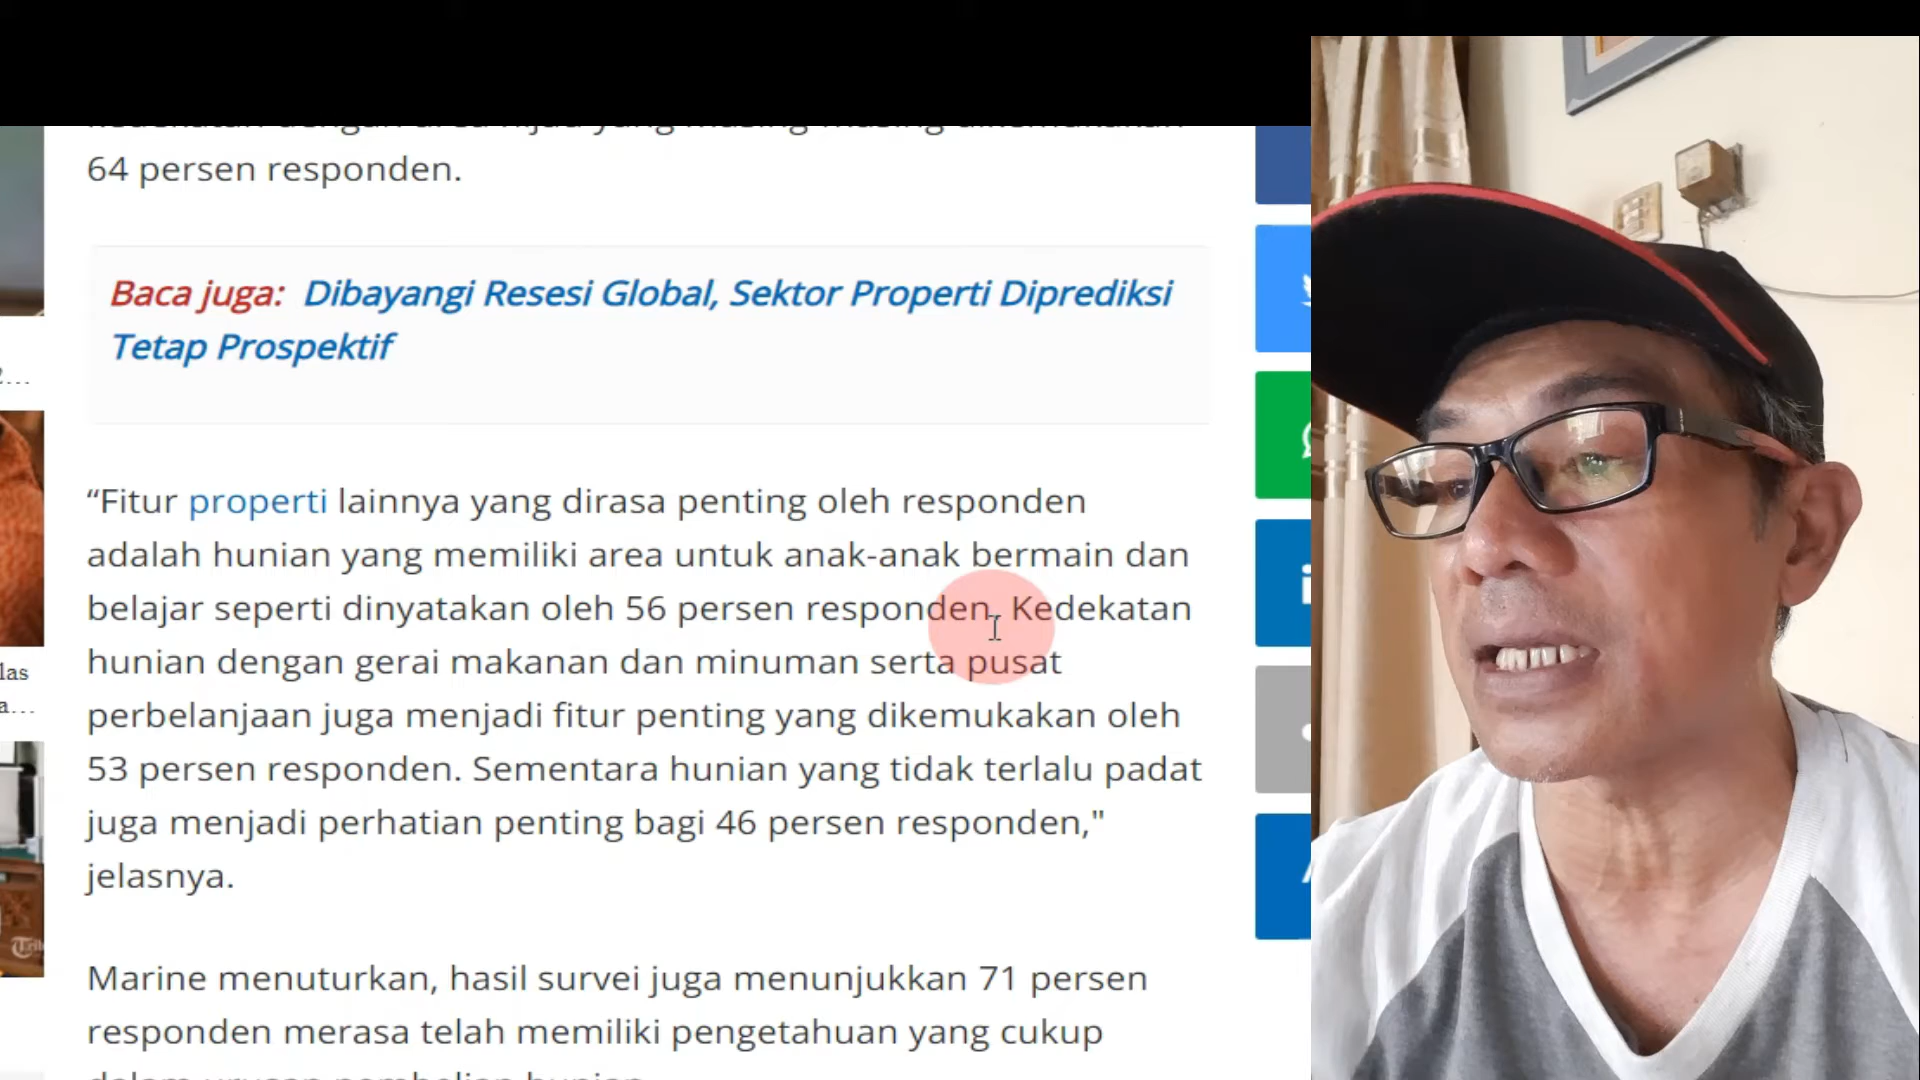 64 persen responden.
Baca juga: Dibayangi Resesi Global, Sektor Properti Diprediksi
Tetap Prospektif
“Fitur properti lainnya yang dirasa penting oleh responden
adalah hunian yang memiliki area untuk anak-anak bermain dan
belajar seperti dinyatakan oleh 56 persen responden. Kedekatan
hunian dengan gerai makanan dan minuman serta pusat
perbelanjaan juga menjadi fitur penting yang dikemukakan oleh
53 persen responden. Sementara hunian yang tidak terlalu padat
juga menjadi perhatian penting bagi 46 persen responden,"
jelasnya.
Marine menuturkan, hasil survei juga menunjukkan 71 persen
responden merasa telah memiliki pengetahuan yang cukup
las
a...